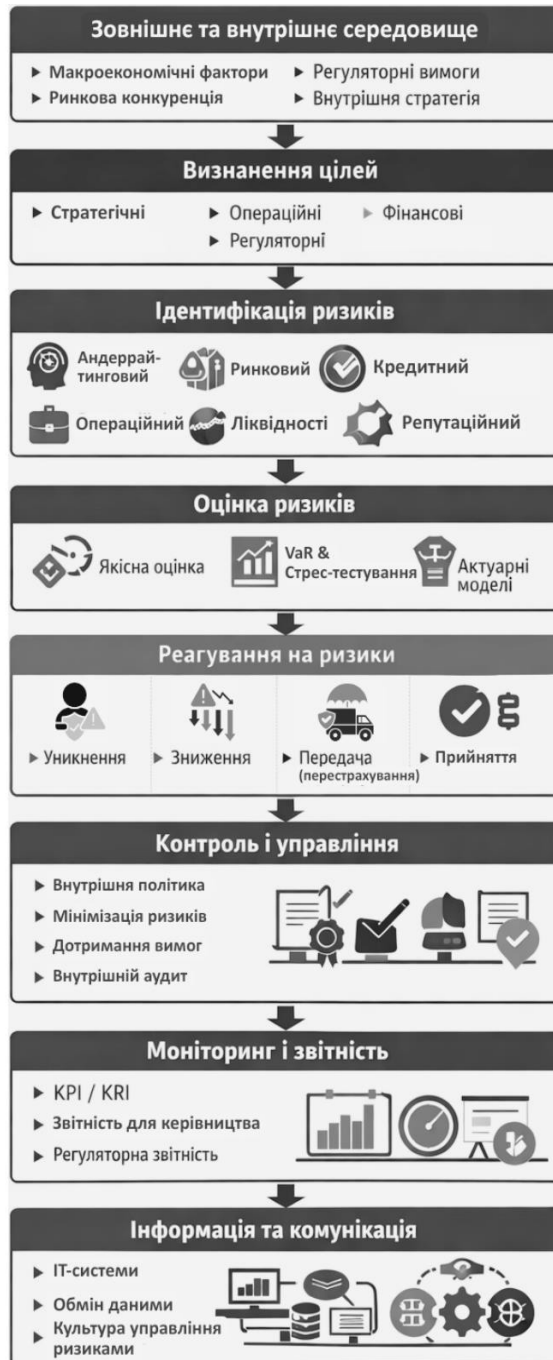 Зовнішнє та внутрішнє середовище
▶ Макроекономічні фактори ▶ Регуляторні вимоги
▶ Ринкова конкуренція ▶ Внутрішня стратегія
Визнанення цілей
▶ Стратегічні ▶ Операційні ▶ Фінансові
▶ Регуляторні
Ідентифікація ризиків
Андеррай-
тинговий
Ринковий
Кредитний
Операційний
Ліквідності
Репутаційний
Оцінка ризиків
Якісна оцінка
VaR &
Стрес-тестування
Актуарні
моделі
Реагування на ризики
▶ Уникнення
▶ Зниження
▶ Передача
(перестрахування)
▶ Прийняття
Контроль і управління
▶ Внутрішня політика
▶ Мінімізація ризиків
▶ Дотримання вимог
▶ Внутрішній аудит
Моніторинг і звітність
▶ KPI / KRI
▶ Звітність для керівництва
▶ Регуляторна звітність
Інформація та комунікація
▶ ІТ-системи
▶ Обмін даними
▶ Культура управління
ризиками